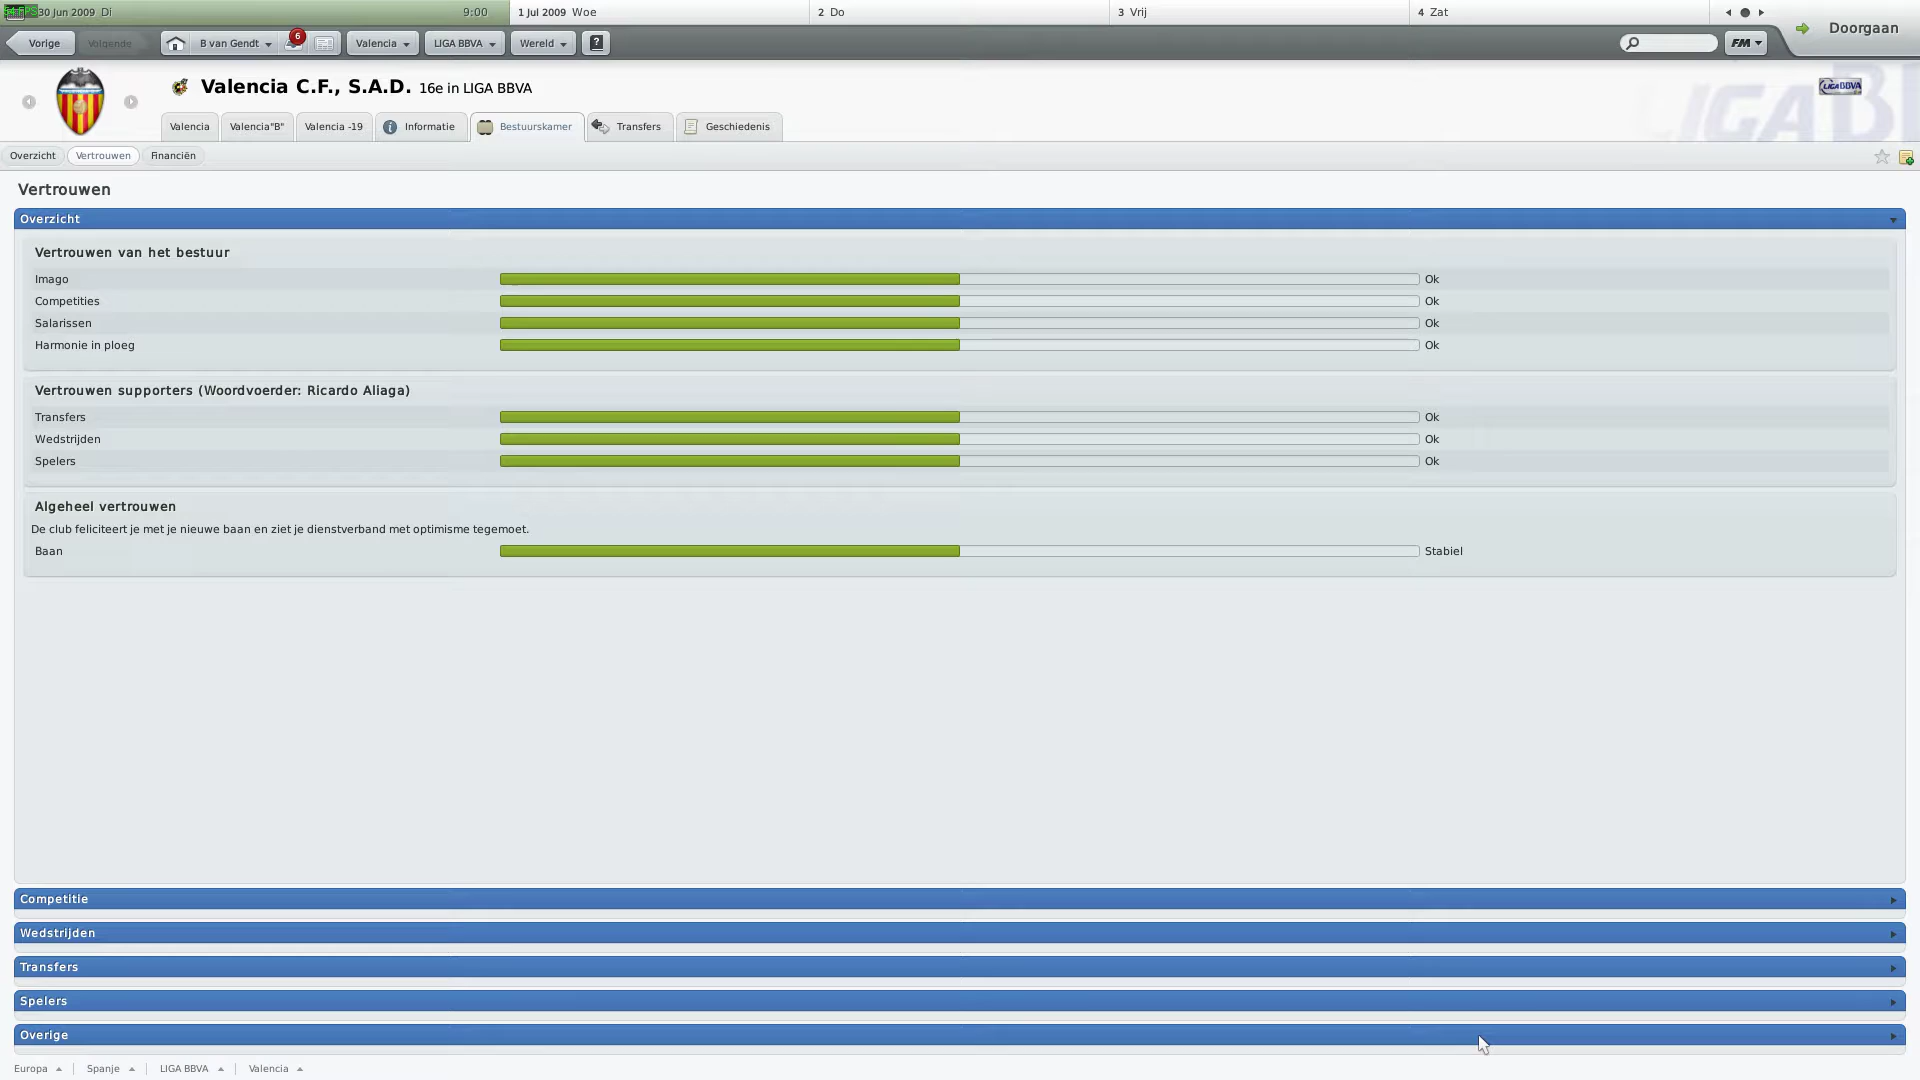 30 Jun 2009 Di 9:00 1 Jul 2009 Woe 2 Do 3 Vrij 4 Zat
Vorige Volgende B van Gendt 6 Valencia LIGA BBVA Wereld ? FM Doorgaan
Valencia C.F., S.A.D. 16e in LIGA BBVA
Valencia Valencia"B" Valencia -19 Informatie Bestuurskamer Transfers Geschiedenis
Overzicht Vertrouwen Financiën
Vertrouwen
Overzicht
Vertrouwen van het bestuur
Imago Ok
Competities Ok
Salarissen Ok
Harmonie in ploeg Ok
Vertrouwen supporters (Woordvoerder: Ricardo Aliaga)
Transfers Ok
Wedstrijden Ok
Spelers Ok
Algeheel vertrouwen
De club feliciteert je met je nieuwe baan en ziet je dienstverband met optimisme tegemoet.
Baan Stabiel
Competitie
Wedstrijden
Transfers
Spelers
Overige
Europa Spanje LIGA BBVA Valencia